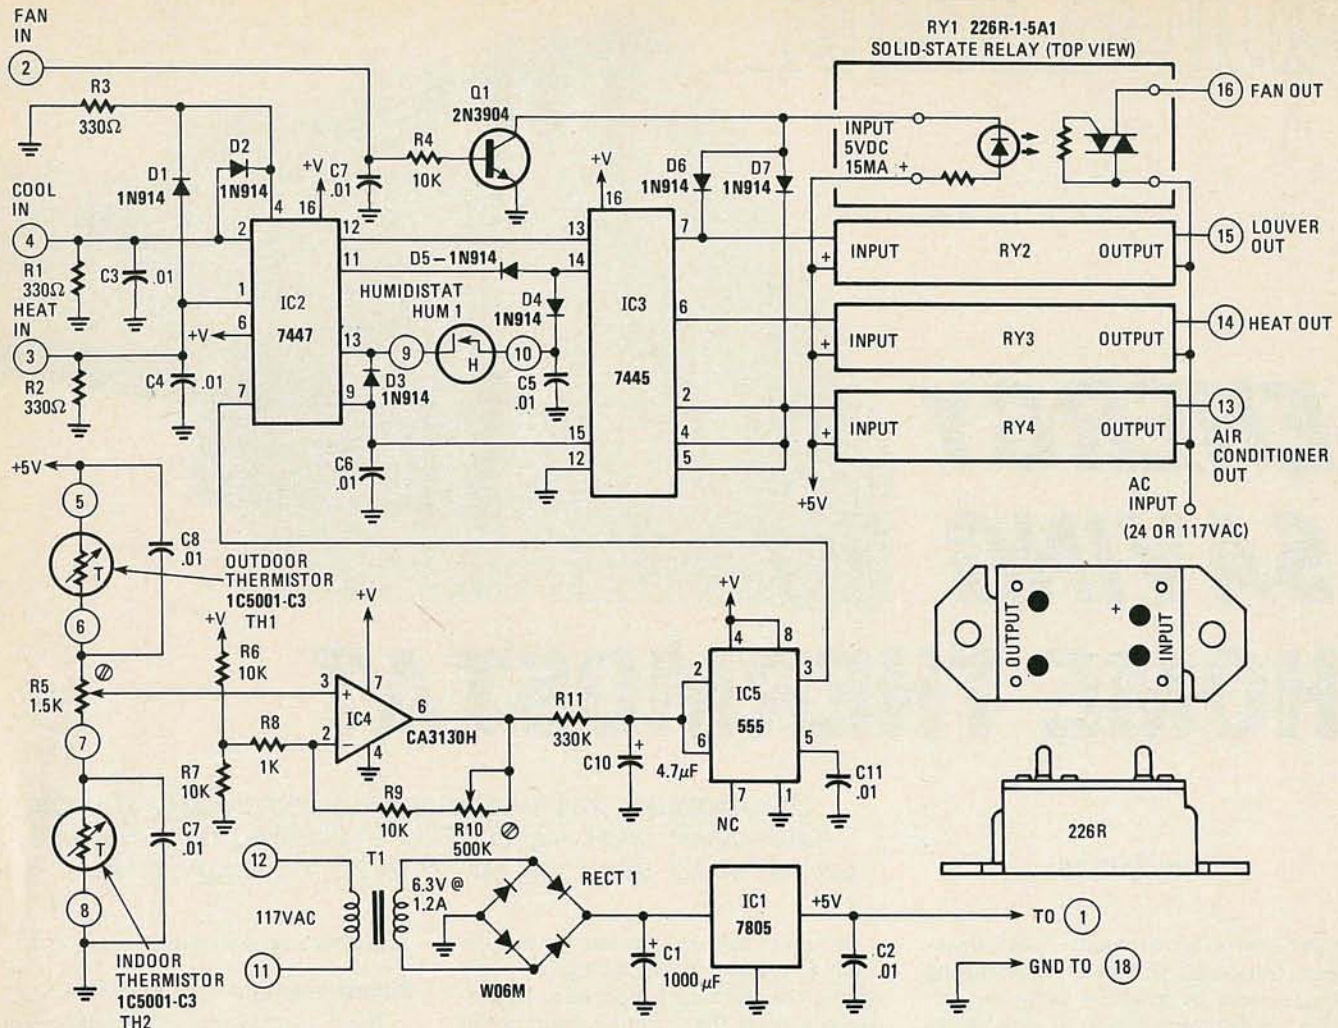 FAN
IN
2
R3
330Ω
D2
1N914
D1
1N914
COOL
IN
4
R1
330Ω
C3 .01
HEAT
IN
3
R2
330Ω
C4 .01
4
16
+V
2
1
+V
6
7
IC2
7447
12
11
13
9
C7
.01
R4
10K
Q1
2N3904
D5–1N914
HUMIDISTAT
HUM 1
9
H
10
D4
1N914
D3
1N914
C5
.01
C6
.01
+V
16
13
14
15
12
IC3
7445
7
6
2
4
5
D6
1N914
D7
1N914
RY1 226R-1-5A1
SOLID-STATE RELAY (TOP VIEW)
INPUT
5VDC
15MA +
16 FAN OUT
+ INPUT RY2 OUTPUT
15 LOUVER
OUT
+ INPUT RY3 OUTPUT
14 HEAT OUT
+ INPUT RY4 OUTPUT
13
AIR
CONDITIONER
OUT
+5V
AC
INPUT
(24 OR 117VAC)
+5V
5
T
C8
.01
OUTDOOR
THERMISTOR
1C5001-C3
TH1
6
R5
1.5K
7
T
C7
.01
8
INDOOR
THERMISTOR
1C5001-C3
TH2
+V
R6
10K
R8
1K
R7
10K
+V
3
+
7
IC4
2
–
4
6
CA3130H
R9
10K
R10
500K
R11
330K
+
C10
4.7μF
+V
4
8
2
3
IC5
555
6
5
7
NC
1
C11
.01
OUTPUT
+
INPUT
226R
12
T1
117VAC
11
6.3V @
1.2A
RECT 1
W06M
+
C1
1000 μF
IC1
7805
+5V
C2
.01
TO 1
GND TO 18